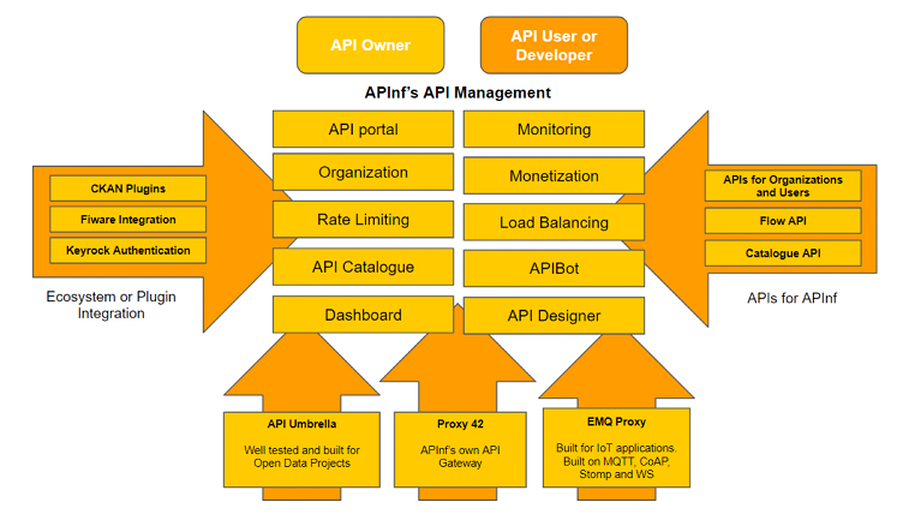 API Owner
API User or
Developer
APInf's API Management
API portal
Monitoring
Organization
Monetization
Rate Limiting
Load Balancing
API Catalogue
APIBot
Dashboard
API Designer
CKAN Plugins
Fiware Integration
Keyrock Authentication
Ecosystem or Plugin
Integration
APIs for Organizations
and Users
Flow API
Catalogue API
APIs for APInf
API Umbrella
Well tested and built for
Open Data Projects
Proxy 42
APInf's own API
Gateway
EMQ Proxy
Built for IoT applications.
Built on MQTT, CoAP,
Stomp and WS